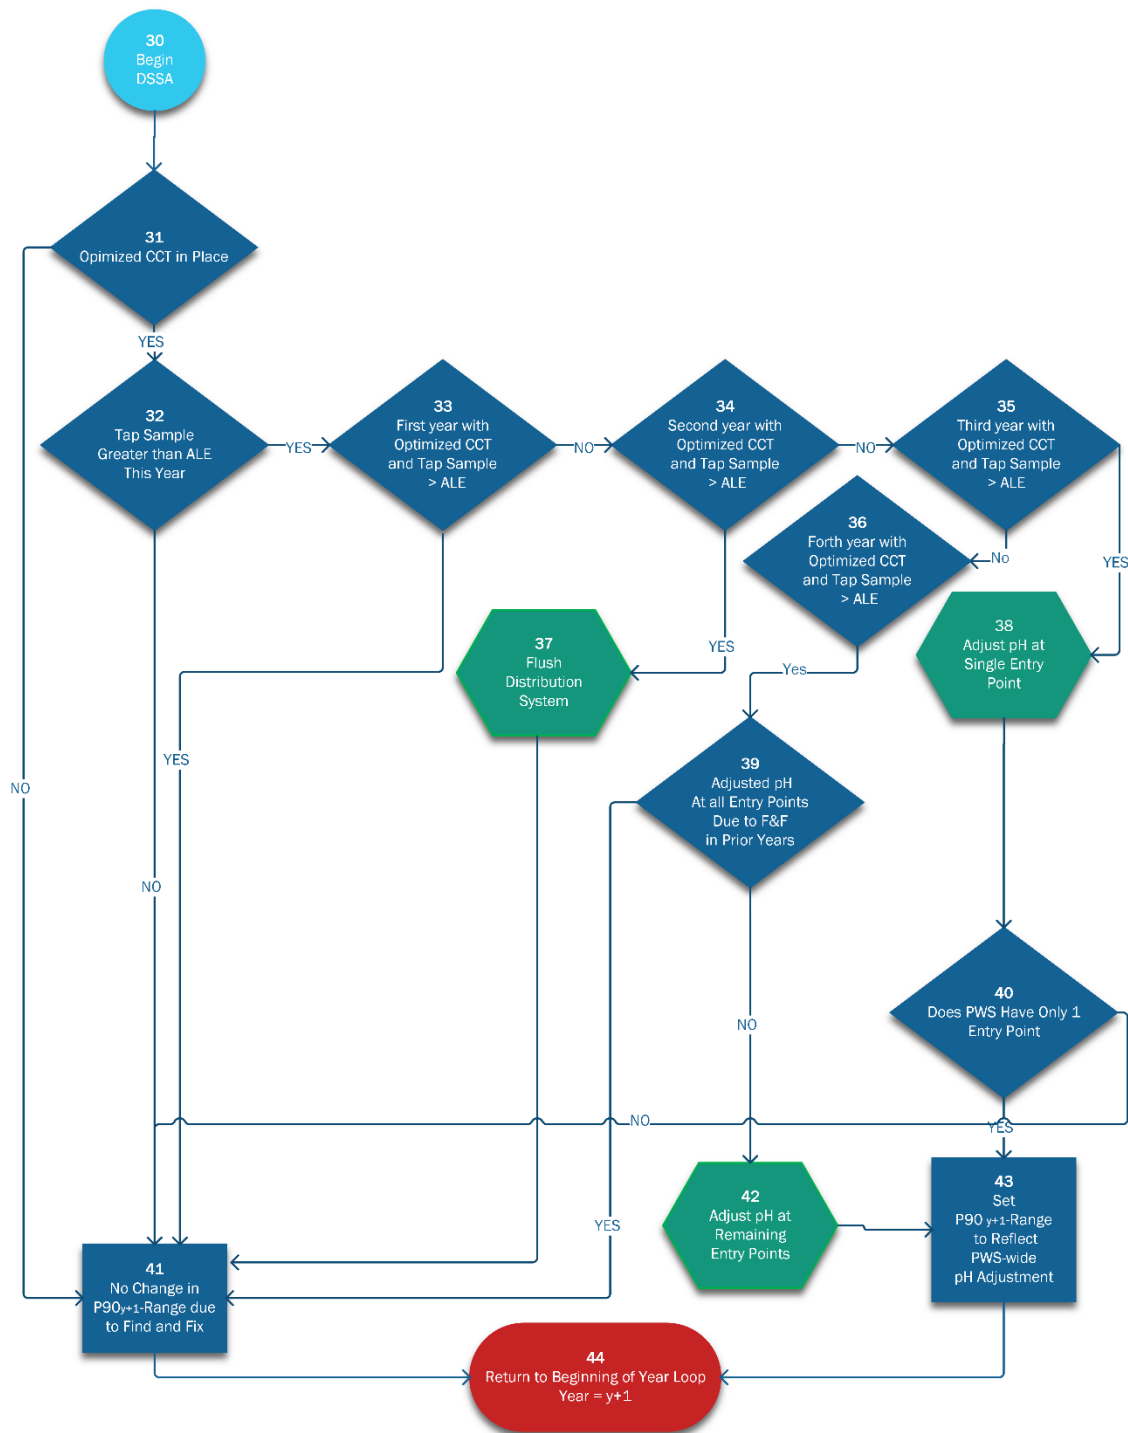 30
Begin
DSSA
31
Opimized CCT in Place
YES
32
Tap Sample
Greater than ALE
This Year
YES
33
First year with
Optimized CCT
and Tap Sample
> ALE
NO
34
Second year with
Optimized CCT
and Tap Sample
> ALE
NO
35
Third year with
Optimized CCT
and Tap Sample
> ALE
36
Forth year with
Optimized CCT
and Tap Sample
> ALE
No
YES
37
Flush
Distribution
System
YES
38
Adjust pH at
Single Entry
Point
Yes
39
Adjusted pH
At all Entry Points
Due to F&F
in Prior Years
YES
NO
NO
NO
40
Does PWS Have Only 1
Entry Point
NO
YES
YES
41
No Change in
P90y+1-Range due
to Find and Fix
42
Adjust pH at
Remaining
Entry Points
43
Set
P90 y+1-Range
to Reflect
PWS-wide
pH Adjustment
44
Return to Beginning of Year Loop
Year = y+1